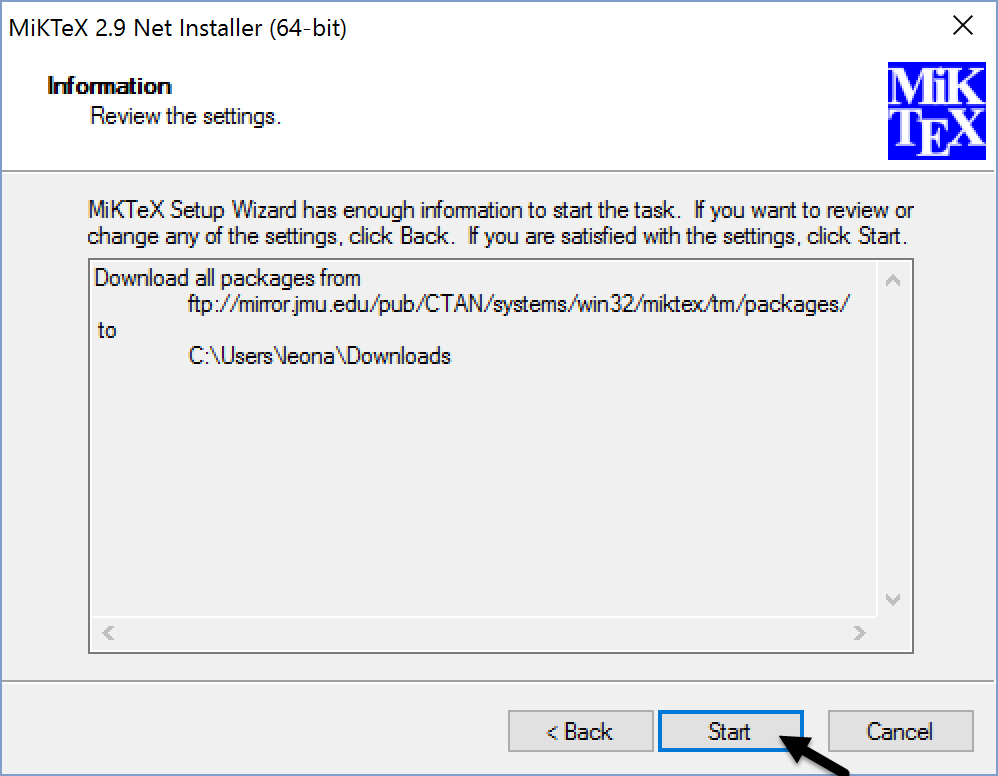 MiKTeX 2.9 Net Installer (64-bit)
Information
Review the settings.
MiK
TEX
MiKTeX Setup Wizard has enough information to start the task.  If you want to review or
change any of the settings, click Back.  If you are satisfied with the settings, click Start.
Download all packages from
ftp://mirror.jmu.edu/pub/CTAN/systems/win32/miktex/tm/packages/
to
C:\Users\leona\Downloads
< Back
Start
Cancel